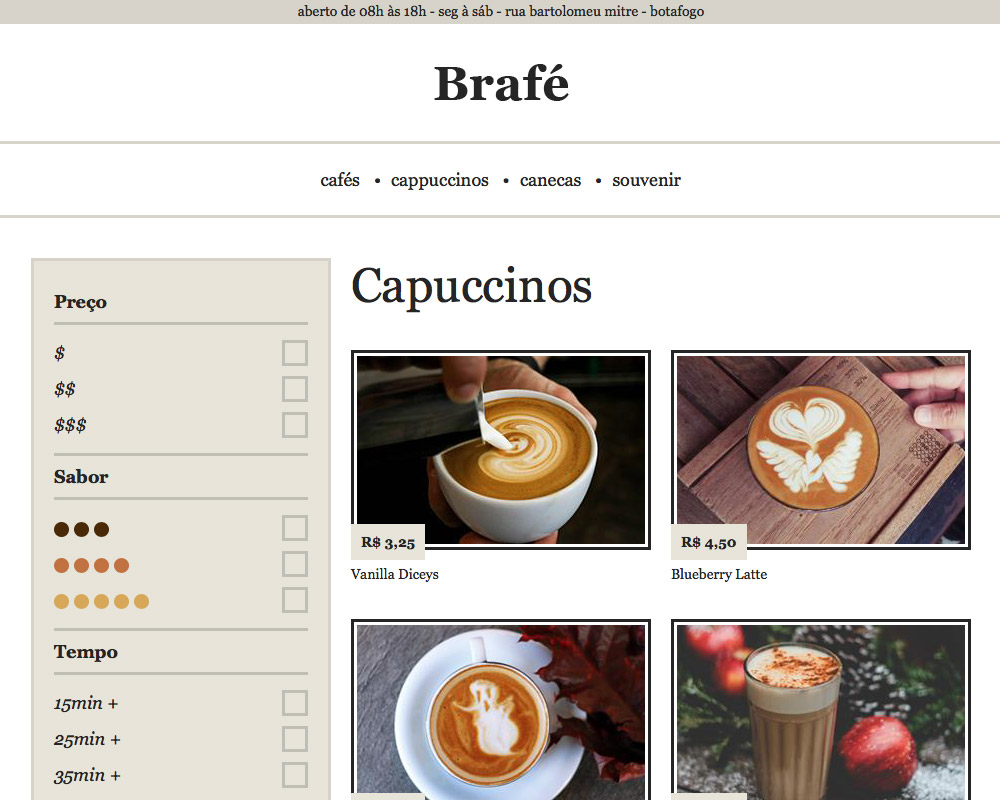 aberto de 08h às 18h - seg à sáb - rua bartolomeu mitre - botafogo
Brafé
cafés • cappuccinos • canecas • souvenir
Preço
$
$$
$$$
Sabor
Tempo
15min +
25min +
35min +
Capuccinos
R$ 3,25
Vanilla Diceys
R$ 4,50
Blueberry Latte